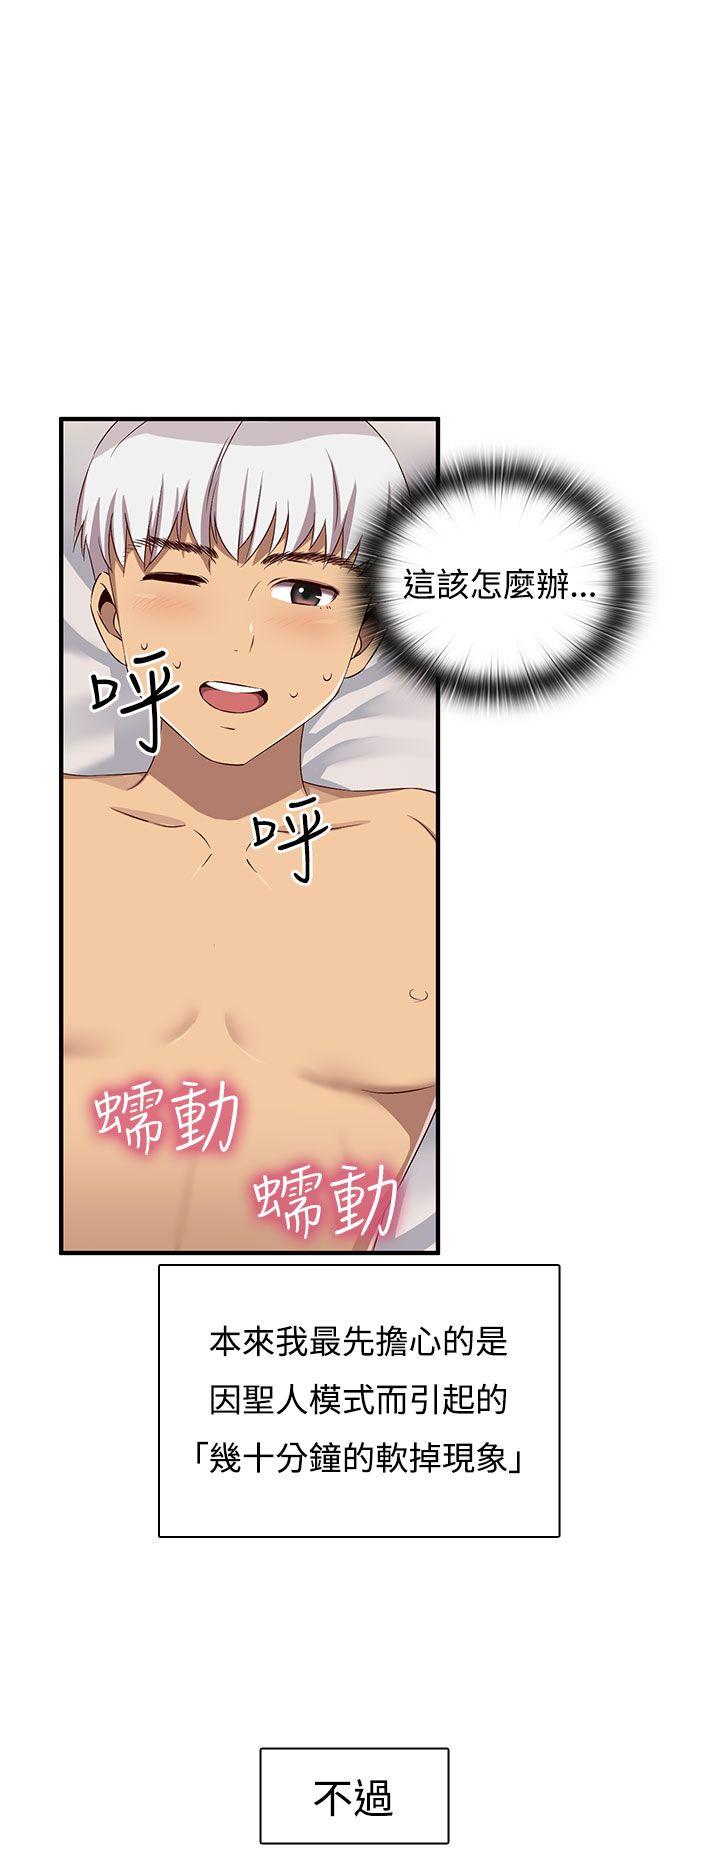 這該怎麼辦...
呼
呼
蠕動
蠕動
本來我最先擔心的是
因聖人模式而引起的
「幾十分鐘的軟掉現象」
不過